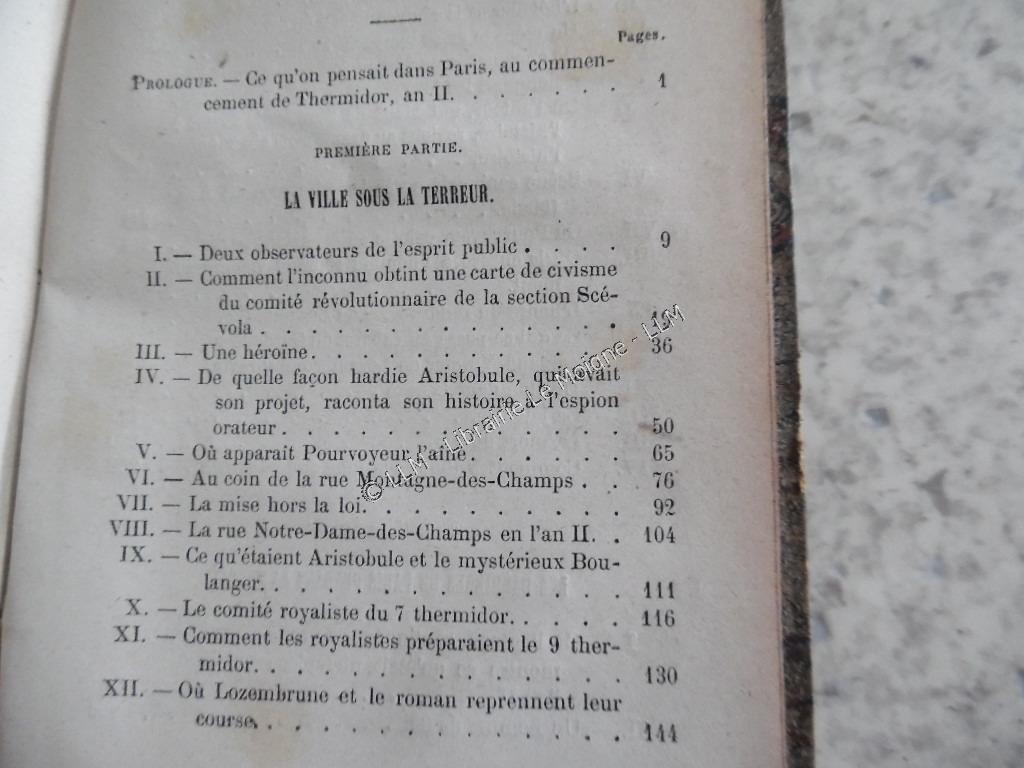 Pages.
PROLOGUE. — Ce qu'on pensait dans Paris, au commen-
cement de Thermidor, an II. . . . . . . 1
PREMIÈRE PARTIE.
LA VILLE SOUS LA TERREUR.
I. — Deux observateurs de l'esprit public . . . . 9
II. — Comment l'inconnu obtint une carte de civisme
du comité révolutionnaire de la section Scé-
vola . . . . . . . . . . . . . .
III. — Une héroïne. . . . . . . . . . . . 36
IV. — De quelle façon hardie Aristobule, qui avait
son projet, raconta son histoire à l'espion
orateur . . . . . . . . . . . . . 50
V. — Où apparait Pourvoyeur l'aîné. . . . . . 65
VI. — Au coin de la rue Montagne-des-Champs . . 76
VII. — La mise hors la loi. . . . . . . . . . 92
VIII. — La rue Notre-Dame-des-Champs en l'an II. . 104
IX. — Ce qu'étaient Aristobule et le mystérieux Bou-
langer. . . . . . . . . . . . . . 111
X. — Le comité royaliste du 7 thermidor. . . . . 116
XI. — Comment les royalistes préparaient le 9 ther-
midor. . . . . . . . . . . . . . 130
XII. — Où Lozembrune et le roman reprennent leur
course. . . . . . . . . . . . . . 144
© LLM - Librairie Le Moigne - LLM